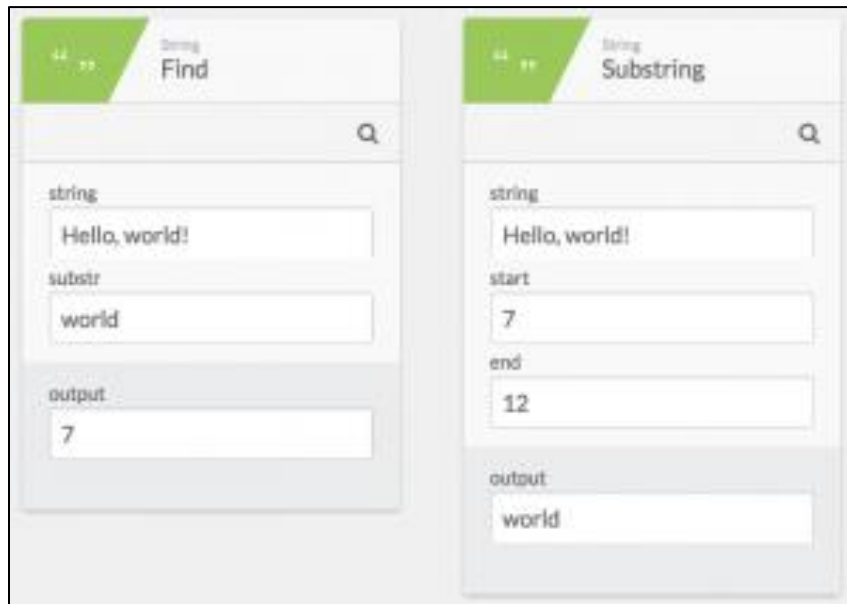 “ ”
String
Find
string
Hello, world!
substr
world
output
7
“ ”
String
Substring
string
Hello, world!
start
7
end
12
output
world